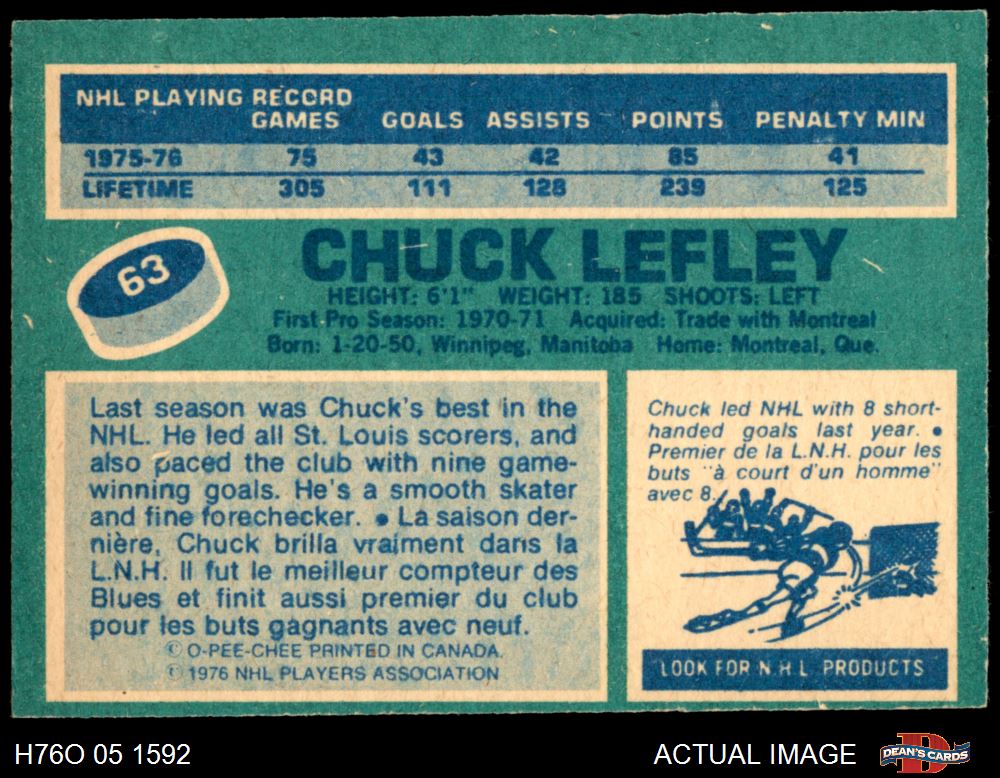 NHL PLAYING RECORD
GAMES GOALS ASSISTS POINTS PENALTY MIN
1975-76 75 43 42 85 41
LIFETIME 305 111 128 239 125
63
CHUCK LEFLEY
HEIGHT: 6'1" WEIGHT: 185 SHOOTS: LEFT
First Pro Season: 1970-71 Acquired: Trade with Montreal
Born: 1-20-50, Winnipeg, Manitoba Home: Montreal, Que.
Last season was Chuck's best in the
NHL. He led all St. Louis scorers, and
also paced the club with nine game-
winning goals. He's a smooth skater
and fine forechecker. • La saison der-
nière, Chuck brilla vraiment dans la
L.N.H. Il fut le meilleur compteur des
Blues et finit aussi premier du club
pour les buts gagnants avec neuf.
© O-PEE-CHEE PRINTED IN CANADA.
© 1976 NHL PLAYERS ASSOCIATION
Chuck led NHL with 8 short-
handed goals last year. •
Premier de la L.N.H. pour les
buts "à court d'un homme"
avec 8.
LOOK FOR N.H.L PRODUCTS
H76O 05 1592
ACTUAL IMAGE
DEAN'S CARDS